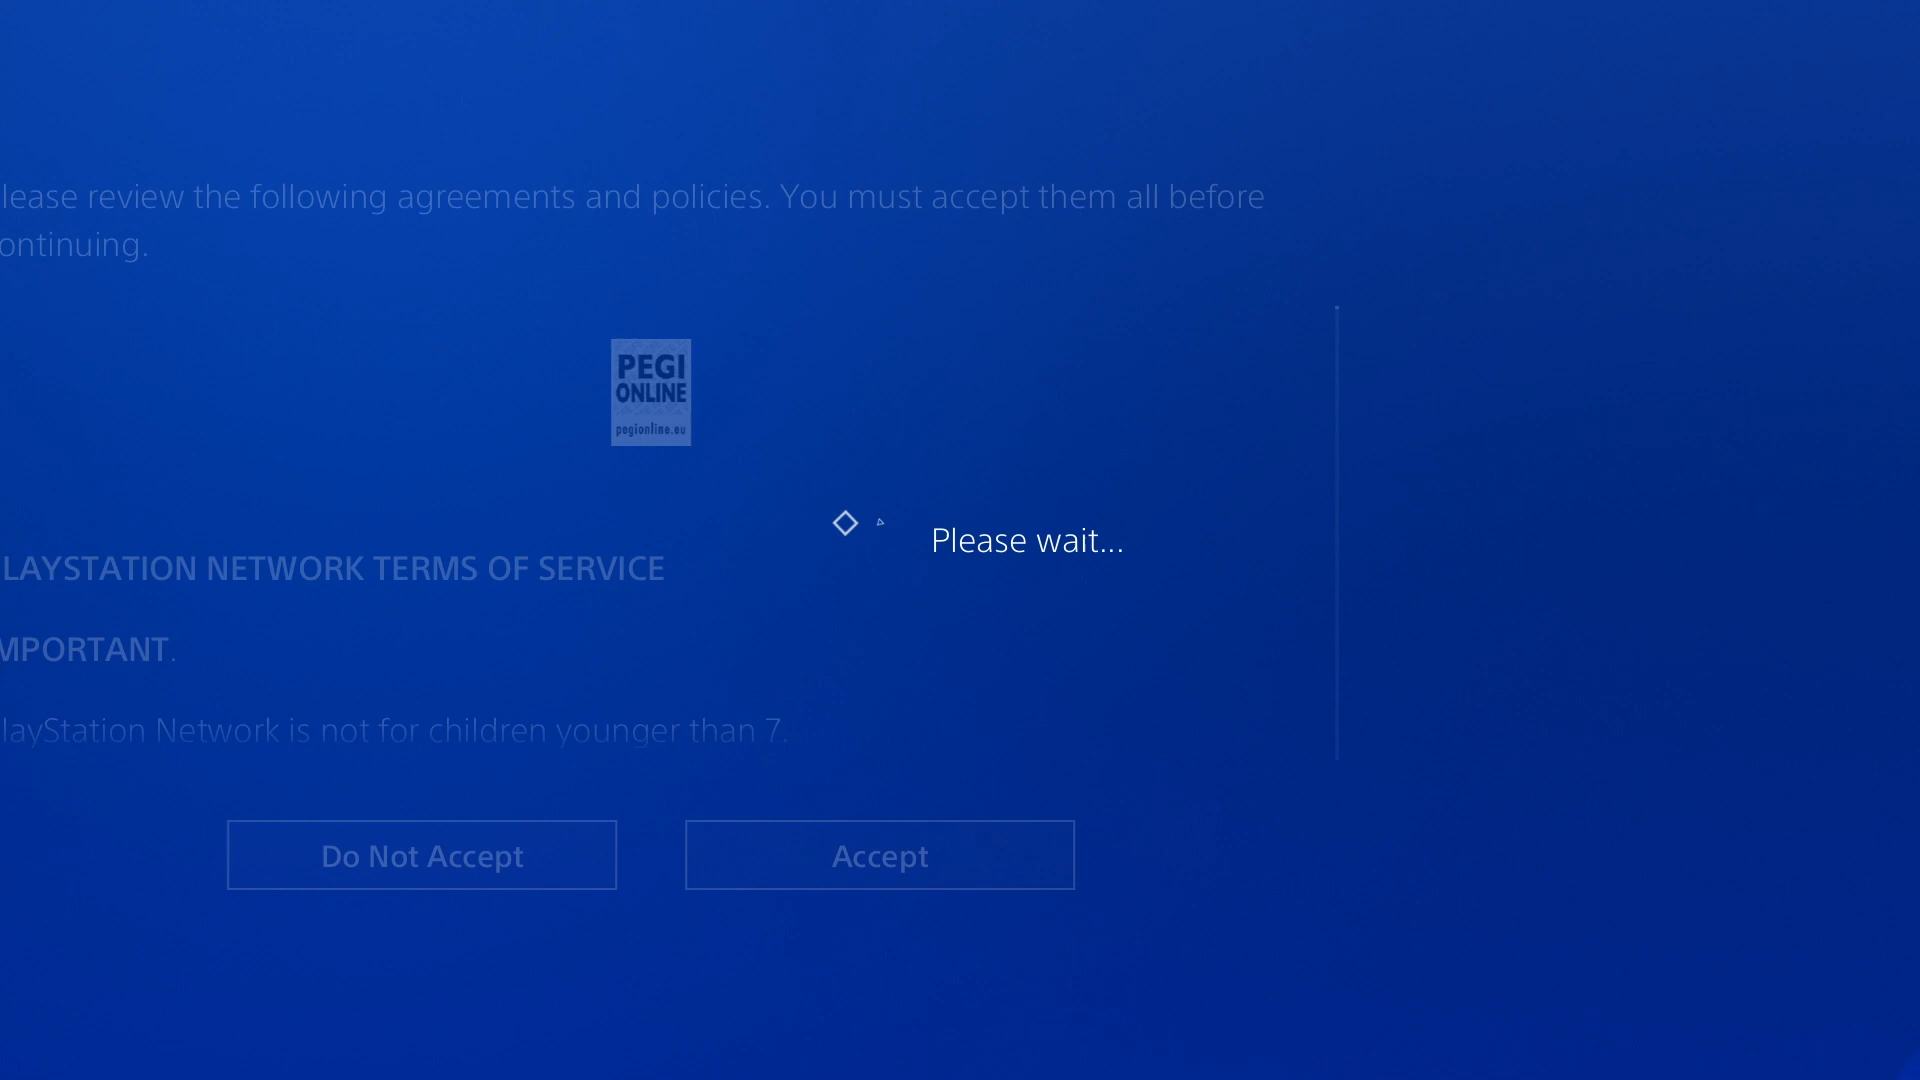 lease review the following agreements and policies. You must accept them all before
ontinuing.
PEGI
ONLINE
pegionline.eu
Please wait...
LAYSTATION NETWORK TERMS OF SERVICE
MPORTANT.
layStation Network is not for children younger than 7.
Do Not Accept
Accept